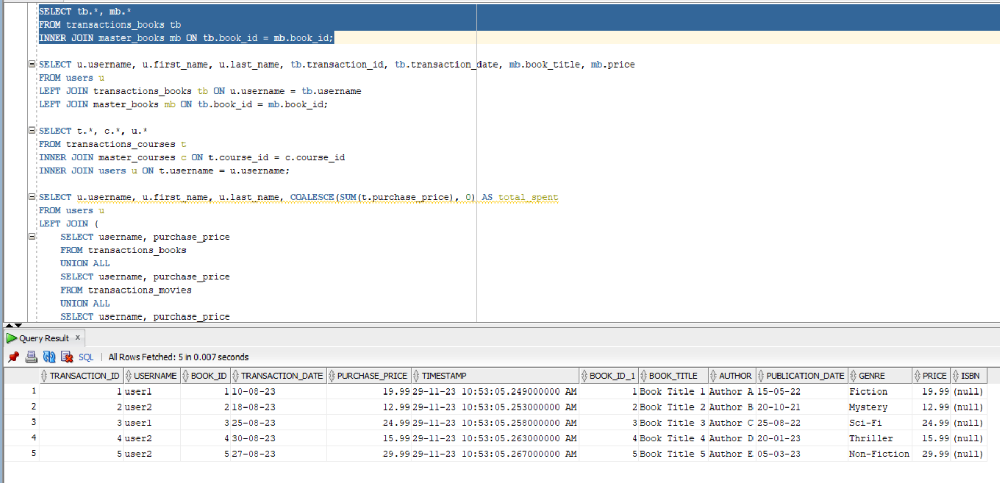 SELECT tb.*, mb.*
FROM transactions_books tb
INNER JOIN master_books mb ON tb.book_id = mb.book_id;
SELECT u.username, u.first_name, u.last_name, tb.transaction_id, tb.transaction_date, mb.book_title, mb.price
FROM users u
LEFT JOIN transactions_books tb ON u.username = tb.username
LEFT JOIN master_books mb ON tb.book_id = mb.book_id;
SELECT t.*, c.*, u.*
FROM transactions_courses t
INNER JOIN master_courses c ON t.course_id = c.course_id
INNER JOIN users u ON t.username = u.username;
SELECT u.username, u.first_name, u.last_name, COALESCE(SUM(t.purchase_price), 0) AS total_spent
FROM users u
LEFT JOIN (
SELECT username, purchase_price
FROM transactions_books
UNION ALL
SELECT username, purchase_price
FROM transactions_movies
UNION ALL
SELECT username, purchase_price
Query Result x
SQL | All Rows Fetched: 5 in 0.007 seconds
TRANSACTION_ID USERNAME BOOK_ID TRANSACTION_DATE PURCHASE_PRICE TIMESTAMP BOOK_ID_1 BOOK_TITLE AUTHOR PUBLICATION_DATE GENRE PRICE ISBN
1 1 user1 1 10-08-23 19.99 29-11-23 10:53:05.249000000 AM 1 Book Title 1 Author A 15-05-22 Fiction 19.99 (null)
2 2 user2 2 18-08-23 12.99 29-11-23 10:53:05.253000000 AM 2 Book Title 2 Author B 20-10-21 Mystery 12.99 (null)
3 3 user1 3 25-08-23 24.99 29-11-23 10:53:05.258000000 AM 3 Book Title 3 Author C 25-08-22 Sci-Fi 24.99 (null)
4 4 user2 4 30-08-23 15.99 29-11-23 10:53:05.263000000 AM 4 Book Title 4 Author D 20-01-23 Thriller 15.99 (null)
5 5 user2 5 27-08-23 29.99 29-11-23 10:53:05.267000000 AM 5 Book Title 5 Author E 05-03-23 Non-Fiction 29.99 (null)